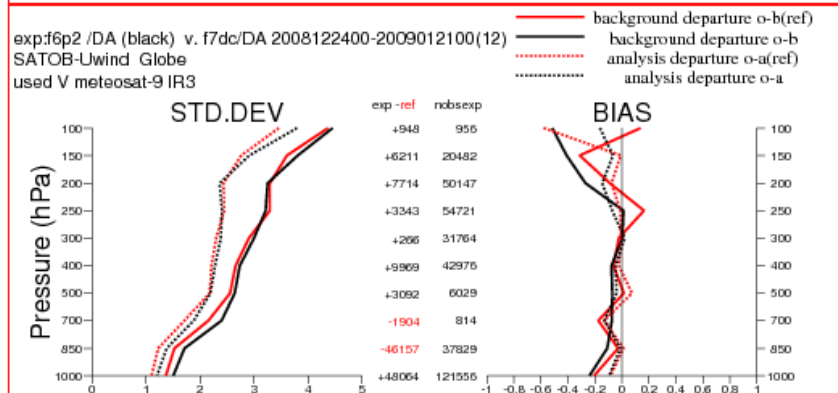 background departure o-b(ref)
exp:f6p2 /DA (black) v. f7dc/DA 2008122400-2009012100(12)
background departure o-b
SATOB-Uwind Globe
analysis departure o-a(ref)
used V meteosat-9 IR3
analysis departure o-a
STD.DEV
exp -ref nobsexp
BIAS
100 +948 956 100
150 +6211 20482 150
200 +7714 50147 200
250 +3343 54721 250
300 +266 31764 300
400 +9969 42976 400
500 +3092 6029 500
700 -1904 814 700
850 -46157 37829 850
1000 +48064 121556 1000
Pressure (hPa)
0 1 2 3 4 5
-1 -0.8 -0.6 -0.4 -0.2 0 0.2 0.4 0.6 0.8 1